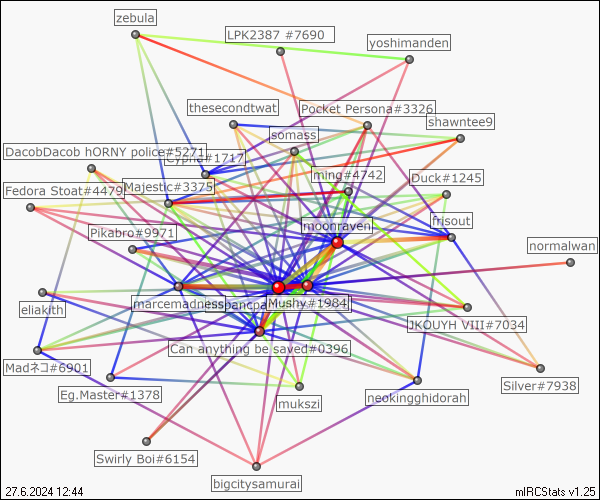 zebula
LPK2387 #7690
yoshimanden
thesecondtwat
Pocket Persona#3326
shawntee9
somass
DacobDacob hORNY police#5271
#1717
ming#4742
Duck#1245
Fedora Stoat#4479
Majestic#3375
moonraven
frisout
Pikabro#9971
normalwan
eliakith
marcemadness
Mushy#1984
JKOUYH VIII#7034
Can anything be saved#0396
Madネコ#6901
Eg.Master#1378
mukszi
neokingghidorah
Silver#7938
Swirly Boi#6154
bigcitysamurai
27.6.2024 12:44
mIRCStats v1.25